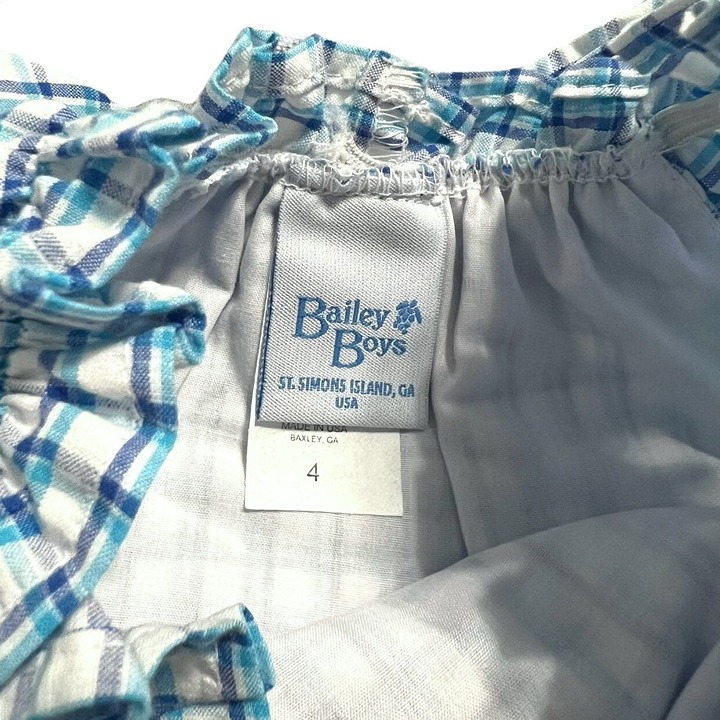 Bailey
Boys
ST. SIMONS ISLAND, GA
USA
MADE IN USA
BAXLEY, GA
4